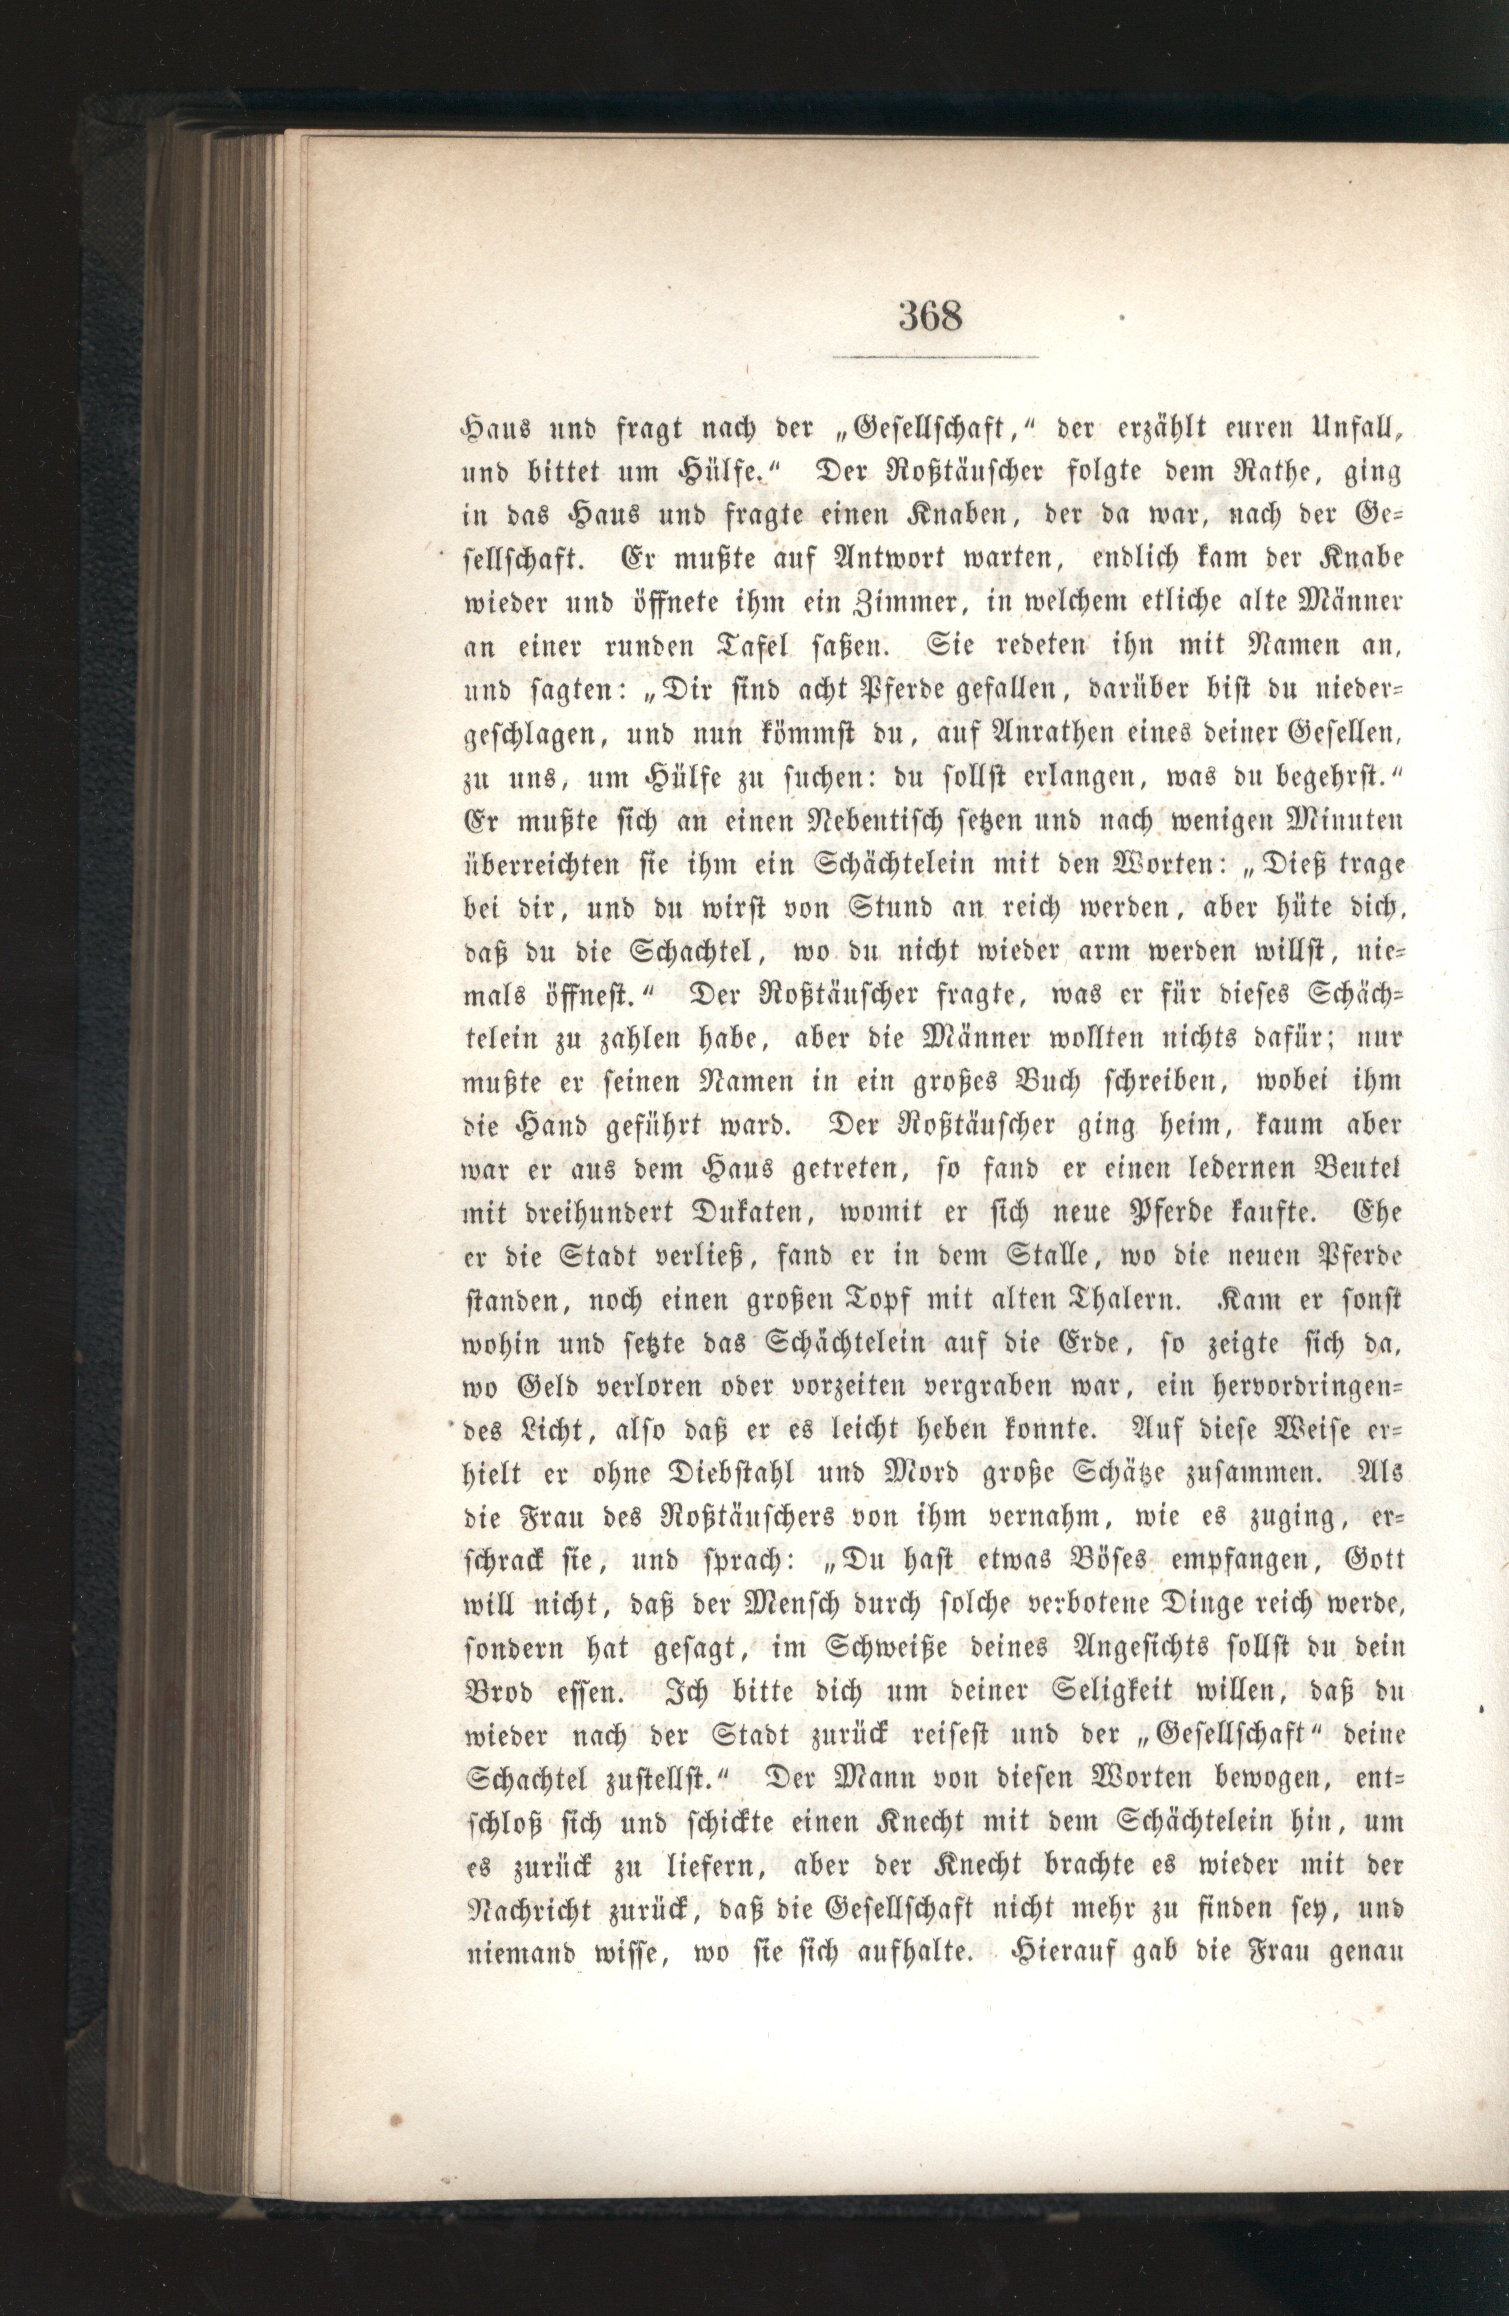 368
Haus und fragt nach der „Gesellschaft,“ der erzählt euren Unfall,
und bittet um Hülfe.“ Der Roßtäuscher folgte dem Rathe, ging
in das Haus und fragte einen Knaben, der da war, nach der Ge-
sellschaft. Er mußte auf Antwort warten, endlich kam der Knabe
wieder und öffnete ihm ein Zimmer, in welchem etliche alte Männer
an einer runden Tafel saßen. Sie redeten ihn mit Namen an,
und sagten: „Dir sind acht Pferde gefallen, darüber bist du nieder-
geschlagen, und nun kömmst du, auf Anrathen eines deiner Gesellen,
zu uns, um Hülfe zu suchen: du sollst erlangen, was du begehrst.“
Er mußte sich an einen Nebentisch setzen und nach wenigen Minuten
überreichten sie ihm ein Schächtelein mit den Worten: „Dieß trage
bei dir, und du wirst von Stund an reich werden, aber hüte dich,
daß du die Schachtel, wo du nicht wieder arm werden willst, nie-
mals öffnest.“ Der Roßtäuscher fragte, was er für dieses Schäch-
telein zu zahlen habe, aber die Männer wollten nichts dafür; nur
mußte er seinen Namen in ein großes Buch schreiben, wobei ihm
die Hand geführt ward. Der Roßtäuscher ging heim, kaum aber
war er aus dem Haus getreten, so fand er einen ledernen Beutel
mit dreihundert Dukaten, womit er sich neue Pferde kaufte. Ehe
er die Stadt verließ, fand er in dem Stalle, wo die neuen Pferde
standen, noch einen großen Topf mit alten Thalern. Kam er sonst
wohin und setzte das Schächtelein auf die Erde, so zeigte sich da,
wo Geld verloren oder vorzeiten vergraben war, ein hervordringen-
des Licht, also daß er es leicht heben konnte. Auf diese Weise er-
hielt er ohne Diebstahl und Mord große Schätze zusammen. Als
die Frau des Roßtäuschers von ihm vernahm, wie es zuging, er-
schrack sie, und sprach: „Du hast etwas Böses empfangen, Gott
will nicht, daß der Mensch durch solche verbotene Dinge reich werde,
sondern hat gesagt, im Schweiße deines Angesichts sollst du dein
Brod essen. Ich bitte dich um deiner Seligkeit willen, daß du
wieder nach der Stadt zurück reisest und der „Gesellschaft“ deine
Schachtel zustellst.“ Der Mann von diesen Worten bewogen, ent-
schloß sich und schickte einen Knecht mit dem Schächtelein hin, um
es zurück zu liefern, aber der Knecht brachte es wieder mit der
Nachricht zurück, daß die Gesellschaft nicht mehr zu finden sey, und
niemand wisse, wo sie sich aufhalte. Hierauf gab die Frau genau